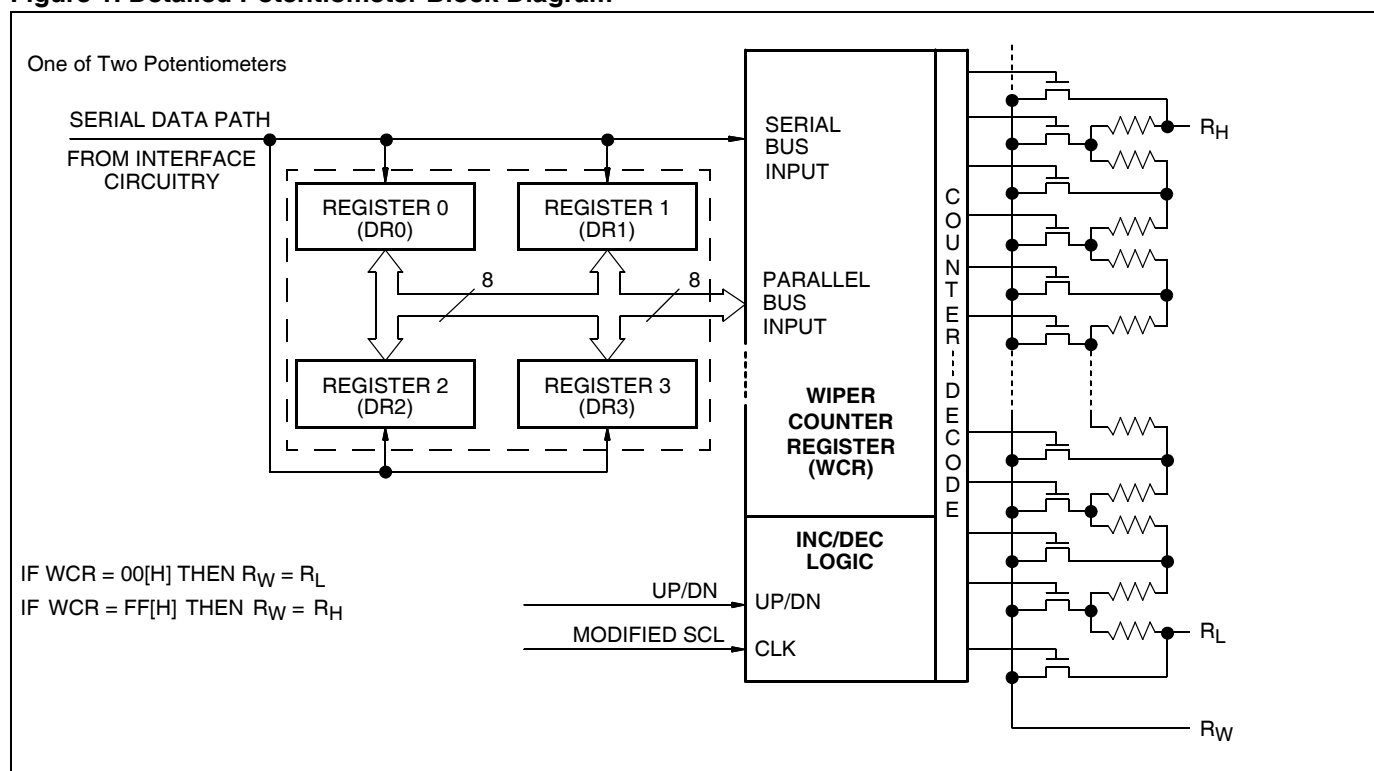 Figure 1. Detailed Potentiometer Block Diagram
One of Two Potentiometers
SERIAL DATA PATH
FROM INTERFACE
CIRCUITRY
REGISTER 0
(DR0)
REGISTER 1
(DR1)
8
8
REGISTER 2
(DR2)
REGISTER 3
(DR3)
SERIAL
BUS
INPUT
PARALLEL
BUS
INPUT
WIPER
COUNTER
REGISTER
(WCR)
INC/DEC
LOGIC
UP/DN
UP/DN
MODIFIED SCL
CLK
COUNTER
DECODE
RH
RL
RW
IF WCR = 00[H] THEN RW = RL
IF WCR = FF[H] THEN RW = RH